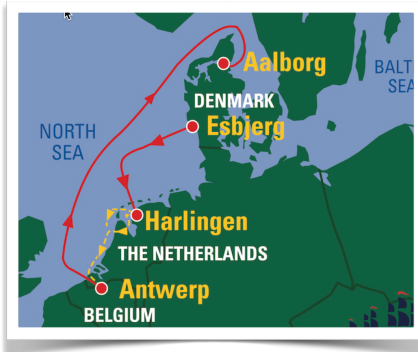 Aalborg
BALT
SEA
DENMARK
Esbjerg
NORTH
SEA
Harlingen
THE NETHERLANDS
Antwerp
BELGIUM